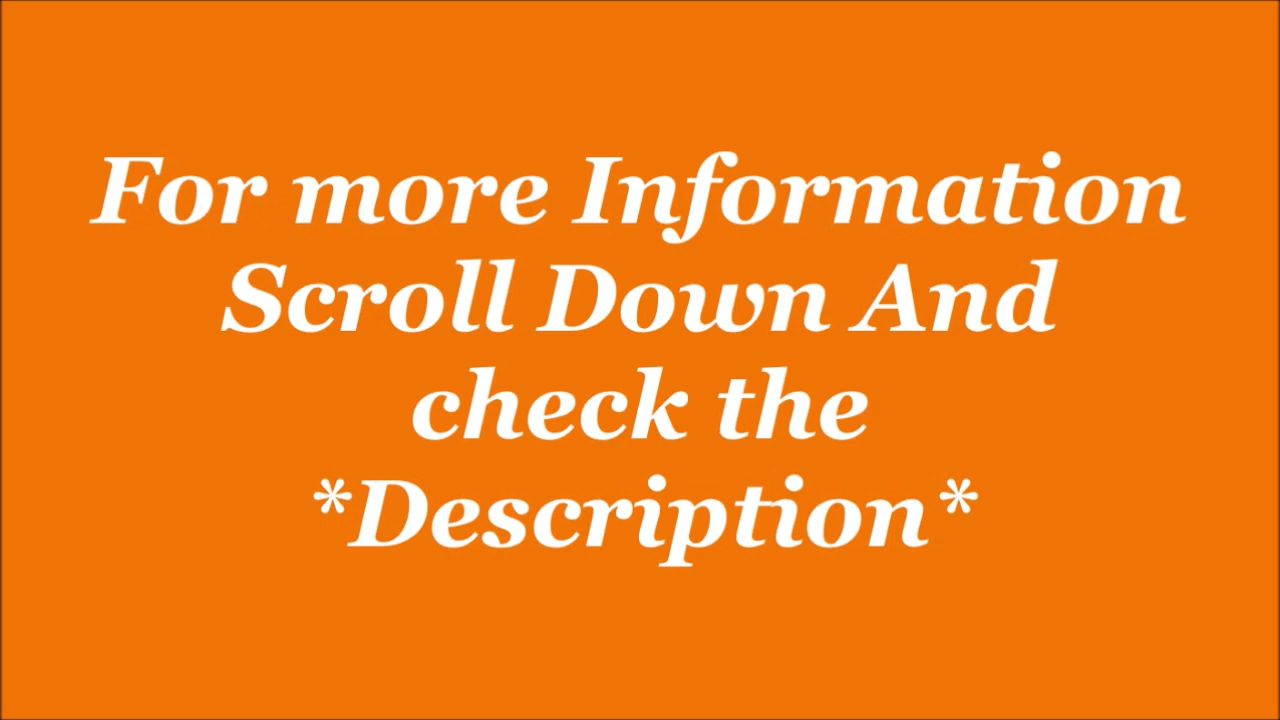 For more Information
Scroll Down And
check the
*Description*